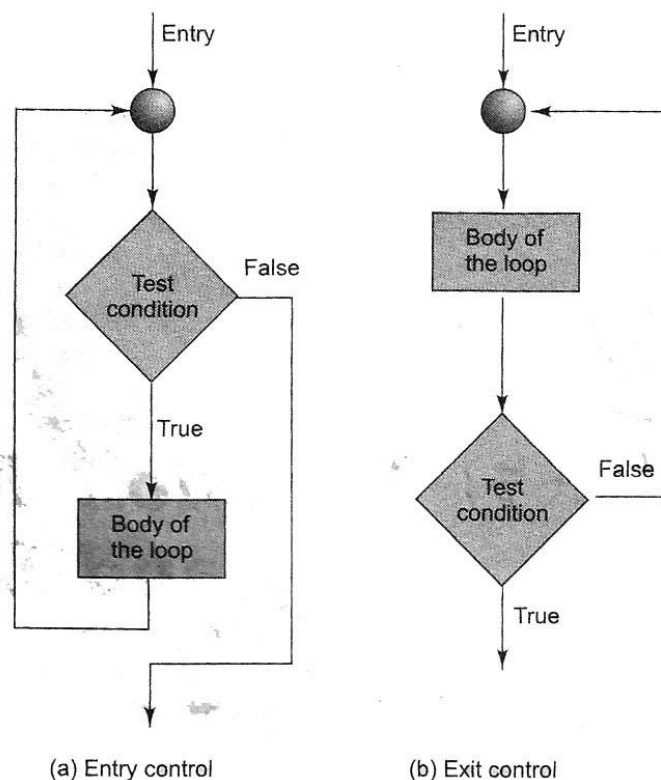 Entry
Test
condition
False
True
Body of
the loop
(a) Entry control
Entry
Body of
the loop
Test
condition
False
True
(b) Exit control